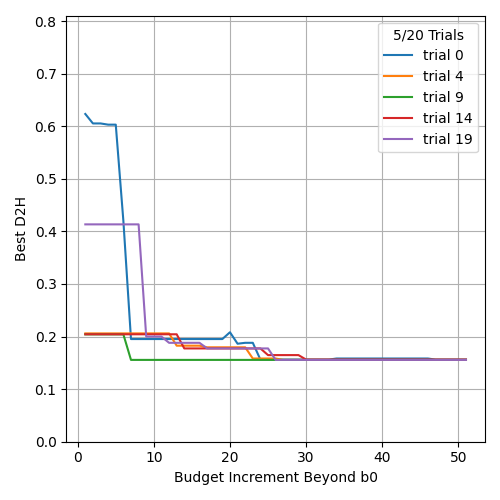 5/20 Trials
trial 0
trial 4
trial 9
trial 14
trial 19
Best D2H
0.8
0.7
0.6
0.5
0.4
0.3
0.2
0.1
0.0
0 10 20 30 40 50
Budget Increment Beyond b0